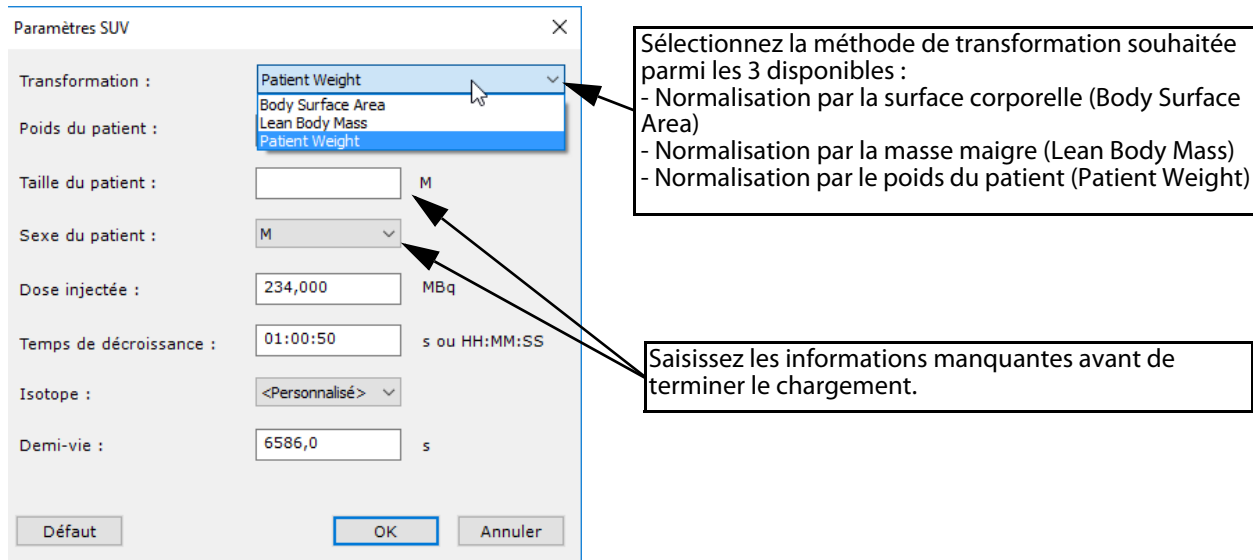 Paramètres SUV
Transformation :
Patient Weight
Body Surface Area
Lean Body Mass
Patient Weight
Poids du patient :
Taille du patient :
M
Sexe du patient :
M
Dose injectée :
234,000
MBq
Temps de décroissance :
01:00:50
s ou HH:MM:SS
Isotope :
<Personnalisé>
Demi-vie :
6586,0
s
Défaut
OK
Annuler
Sélectionnez la méthode de transformation souhaitée
parmi les 3 disponibles :
- Normalisation par la surface corporelle (Body Surface
Area)
- Normalisation par la masse maigre (Lean Body Mass)
- Normalisation par le poids du patient (Patient Weight)
Saisissez les informations manquantes avant de
terminer le chargement.